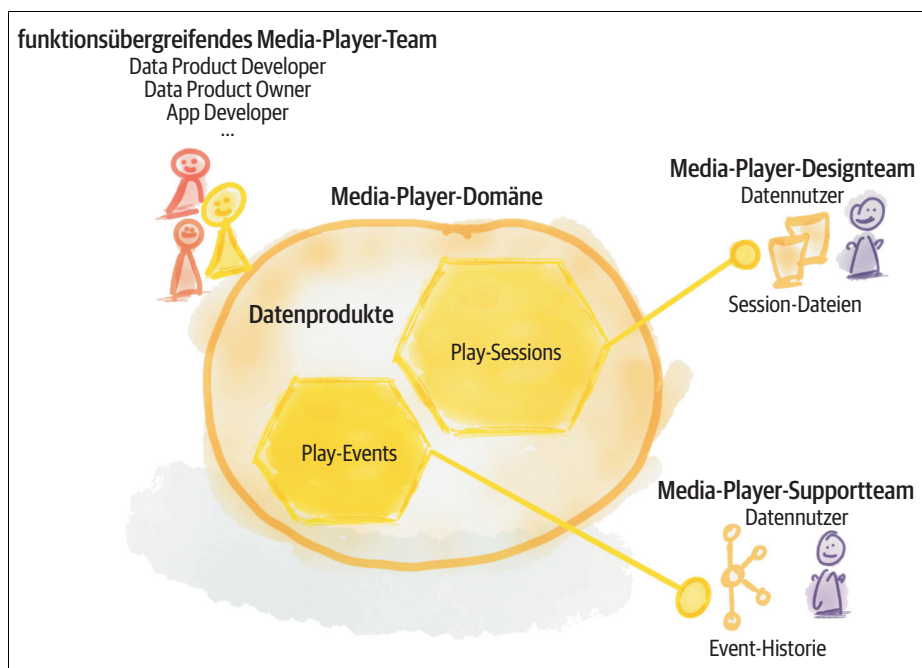 funktionsübergreifendes Media-Player-Team
Data Product Developer
Data Product Owner
App Developer
...
Media-Player-Domäne
Datenprodukte
Play-Sessions
Play-Events
Media-Player-Designteam
Datennutzer
Session-Dateien
Media-Player-Supportteam
Datennutzer
Event-Historie